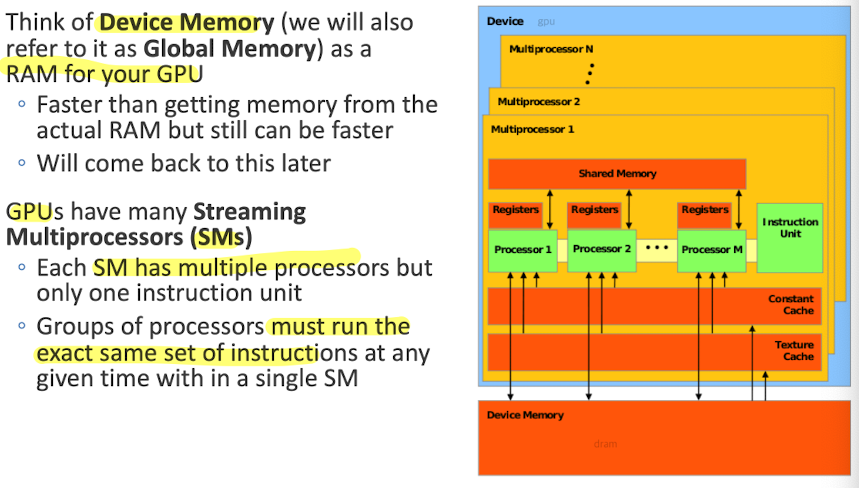 Think of Device Memory (we will also
refer to it as Global Memory) as a
RAM for your GPU
◦ Faster than getting memory from the
actual RAM but still can be faster
◦ Will come back to this later
GPUs have many Streaming
Multiprocessors (SMs)
◦ Each SM has multiple processors but
only one instruction unit
◦ Groups of processors must run the
exact same set of instructions at any
given time with in a single SM
Device gpu
Multiprocessor N
Multiprocessor 2
Multiprocessor 1
Shared Memory
Registers Registers Registers
Instruction
Unit
Processor 1 Processor 2 Processor M
Constant
Cache
Texture
Cache
Device Memory
dram